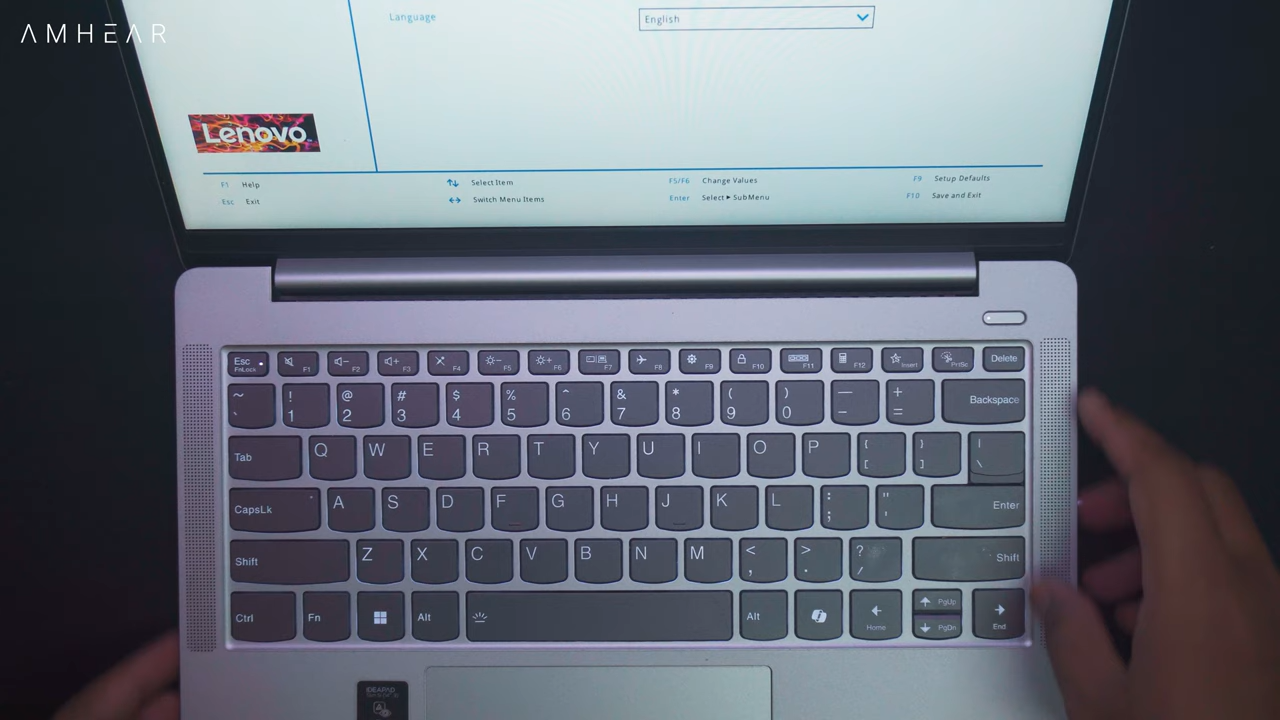 AMHEAR
Language English
Lenovo
F1 Help Select Item F5/F6 Change Values F9 Setup Defaults
Esc Exit Switch Menu Items Enter Select ▸ SubMenu F10 Save and Exit
Esc FnLock F1 F2 F3 F4 F5 F6 F7 F8 F9 F10 F11 F12 Insert PrtSc Delete
~ ! @ # $ % ^ & * ( ) — +
` 1 2 3 4 5 6 7 8 9 0 - = Backspace
Tab Q W E R T Y U I O P [ ] | \
CapsLk A S D F G H J K L : ; " ' Enter
Shift Z X C V B N M < , > . ? / Shift
Ctrl Fn Alt Alt Home PgUp PgDn End
IDEAPAD